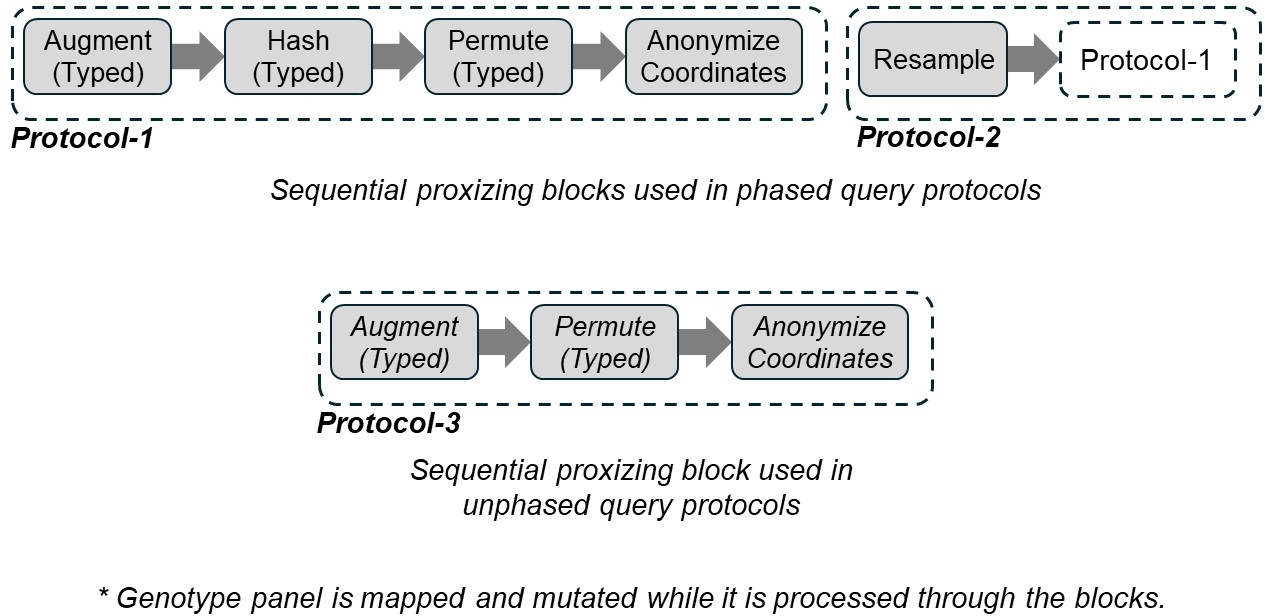 Augment
(Typed)
Hash
(Typed)
Permute
(Typed)
Anonymize
Coordinates
Protocol-1
Resample
Protocol-1
Protocol-2
Sequential proxizing blocks used in phased query protocols
Augment
(Typed)
Permute
(Typed)
Anonymize
Coordinates
Protocol-3
Sequential proxizing block used in
unphased query protocols
* Genotype panel is mapped and mutated while it is processed through the blocks.